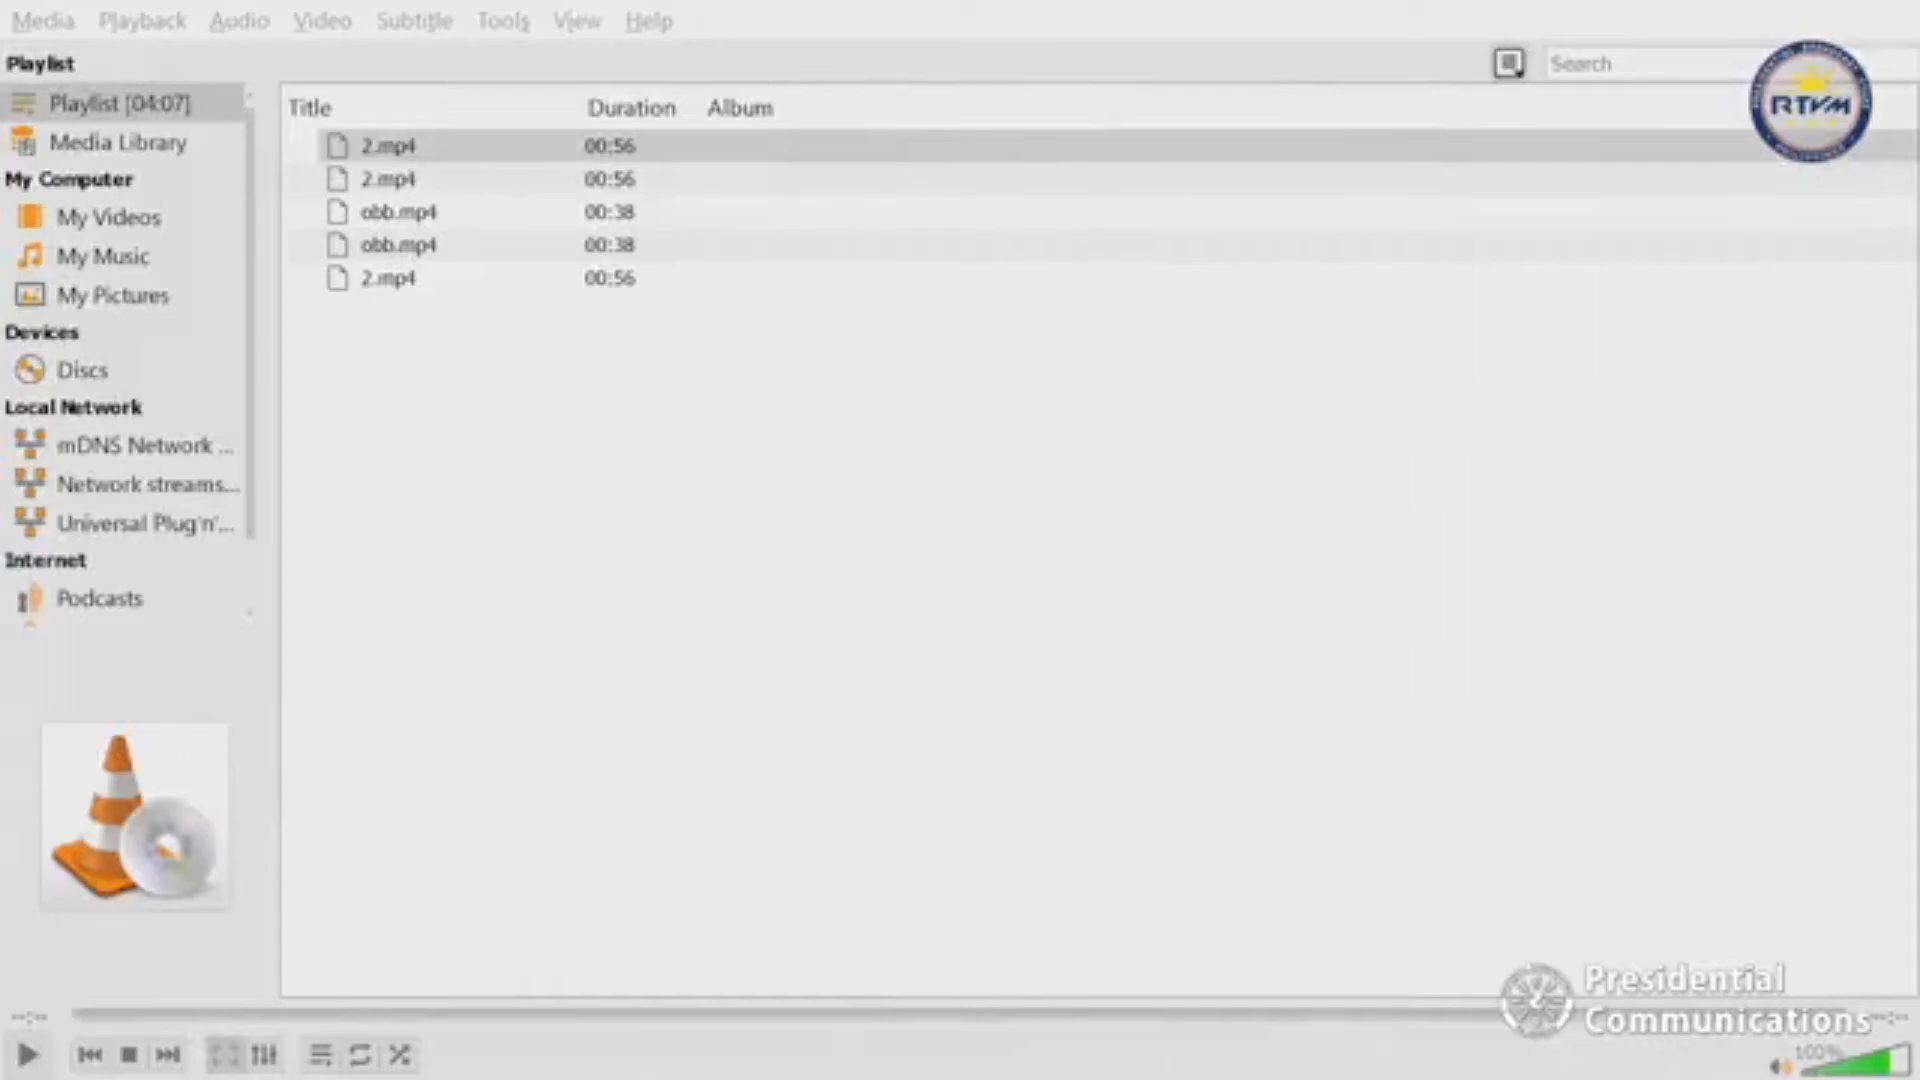 Media Playback Audio Video Subtitle Tools View Help
Playlist
Search
Playlist [04:07]
Media Library
My Computer
My Videos
My Music
My Pictures
Devices
Discs
Local Network
mDNS Network ...
Network streams...
Universal Plug'n'...
Internet
Podcasts
Title Duration Album
2.mp4 00:56
2.mp4 00:56
obb.mp4 00:38
obb.mp4 00:38
2.mp4 00:56
RTVM
PHILIPPINES
Presidential
Communications
--:--
--:--
100%